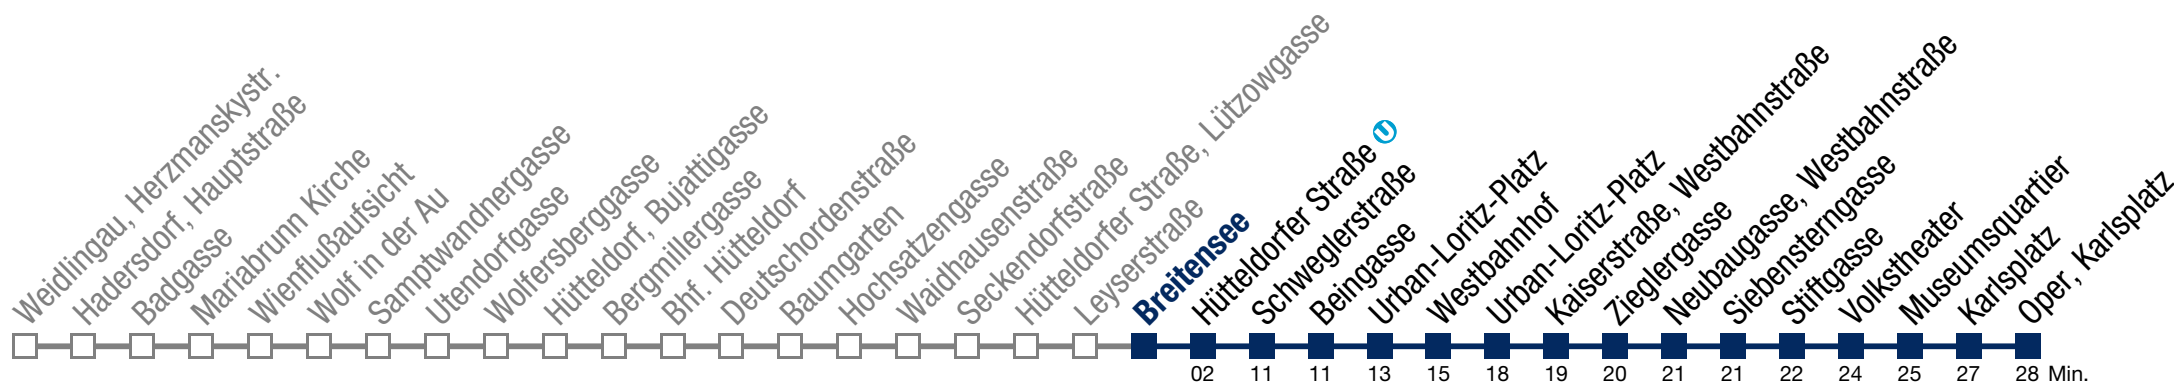 Weidlingau, Herzmanskystr.
Hadersdorf, Hauptstraße
Badgasse
Mariabrunn Kirche
Wienflußaufsicht
Wolf in der Au
Samptwandnergasse
Utendorfgasse
Wolfersberggasse
Hütteldorf, Bujattigasse
Bergmillergasse
Bhf. Hütteldorf
Deutschordenstraße
Baumgarten
Hochsatzengasse
Waidhausenstraße
Seckendorfstraße
Hütteldorfer Straße, Lützowgasse
Leyserstraße
Breitensee
Hütteldorfer Straße U
Schweglerstraße
Beingasse
Urban-Loritz-Platz
Westbahnhof
Urban-Loritz-Platz
Kaiserstraße, Westbahnstraße
Zieglergasse
Neubaugasse, Westbahnstraße
Siebensterngasse
Stiftgasse
Volkstheater
Museumsquartier
Karlsplatz
Oper, Karlsplatz
02 11 11 13 15 18 19 20 21 21 22 24 25 27 28 Min.